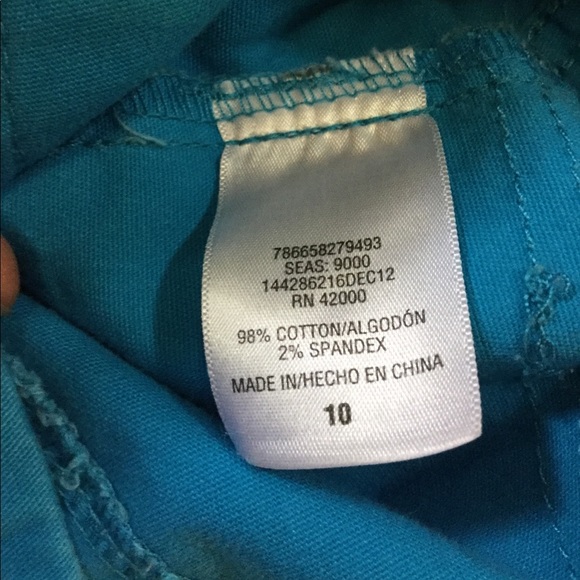 786658279493
SEAS: 9000
144286216DEC12
RN 42000
98% COTTON/ALGODÓN
2% SPANDEX
MADE IN/HECHO EN CHINA
10